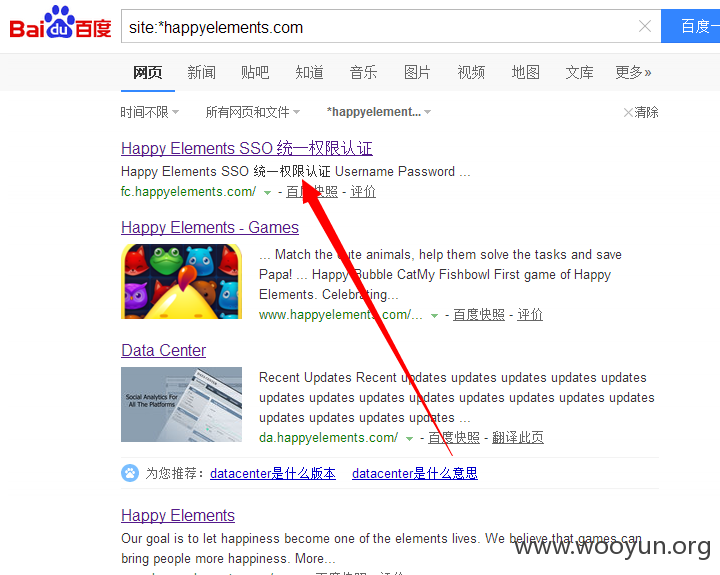 Bai du 百度 site:*happyelements.com 百度一
网页 新闻 贴吧 知道 音乐 图片 视频 地图 文库 更多»
时间不限 所有网页和文件 *happyelement... 清除
Happy Elements SSO 统一权限认证
Happy Elements SSO 统一权限认证 Username Password ...
fc.happyelements.com/ - 百度快照 - 评价
Happy Elements - Games
... Match the cute animals, help them solve the tasks and save
Papa! ... Happy Bubble CatMy Fishbowl First game of Happy
Elements. Celebrating...
www.happyelements.com/... - 百度快照 - 评价
Data Center
Social Analytics For
All The Platforms
Recent Updates Recent updates updates updates updates updates
updates updates updates updates updates updates updates updates
updates updates updates updates ...
da.happyelements.com/ - 百度快照 - 翻译此页
为您推荐： datacenter是什么版本 datacenter是什么意思
Happy Elements
Our goal is to let happiness become one of the elements lives. We believe that games can
bring people more happiness. More...
www.wooyun.org